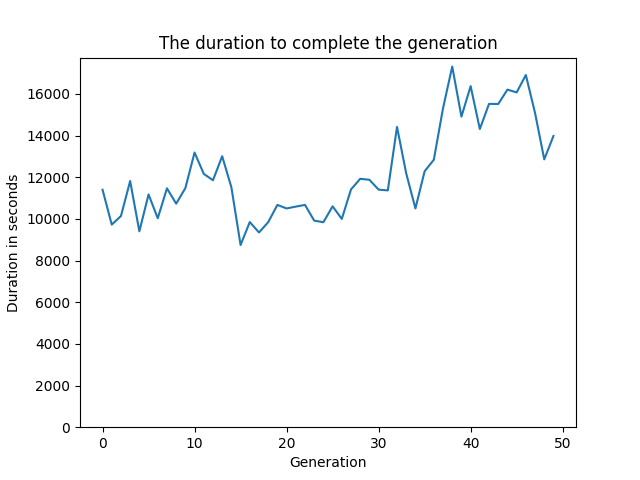 The duration to complete the generation
Duration in seconds
16000
14000
12000
10000
8000
6000
4000
2000
0
0 10 20 30 40 50
Generation